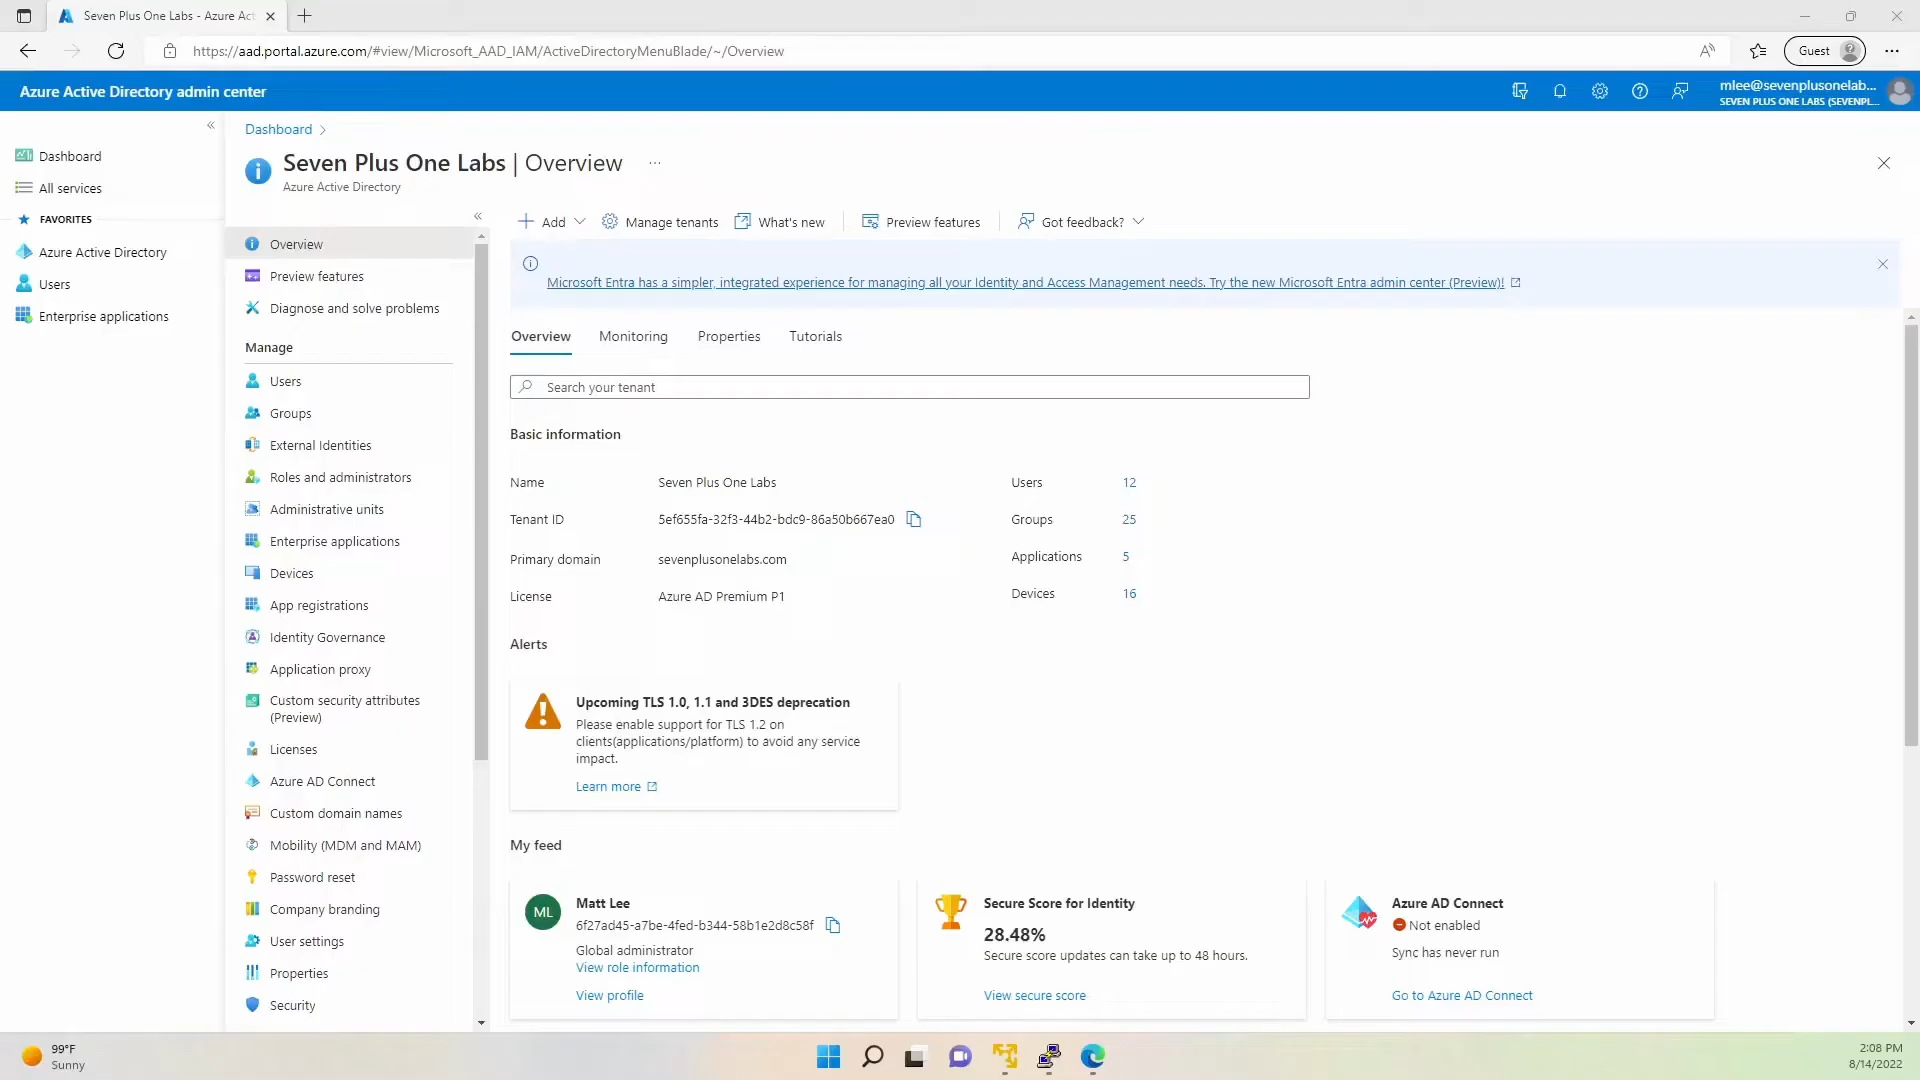 Seven Plus One Labs - Azure Act
https://aad.portal.azure.com/#view/Microsoft_AAD_IAM/ActiveDirectoryMenuBlade/~/Overview
Guest
Azure Active Directory admin center
mlee@sevenplusonelab...
SEVEN PLUS ONE LABS (SEVENPL...
Dashboard
All services
FAVORITES
Azure Active Directory
Users
Enterprise applications
Dashboard
Seven Plus One Labs | Overview
Azure Active Directory
Overview
Preview features
Diagnose and solve problems
Manage
Users
Groups
External Identities
Roles and administrators
Administrative units
Enterprise applications
Devices
App registrations
Identity Governance
Application proxy
Custom security attributes
(Preview)
Licenses
Azure AD Connect
Custom domain names
Mobility (MDM and MAM)
Password reset
Company branding
User settings
Properties
Security
Add
Manage tenants
What's new
Preview features
Got feedback?
Microsoft Entra has a simpler, integrated experience for managing all your Identity and Access Management needs. Try the new Microsoft Entra admin center (Preview)!
Overview
Monitoring
Properties
Tutorials
Search your tenant
Basic information
Name Seven Plus One Labs Users 12
Tenant ID 5ef655fa-32f3-44b2-bdc9-86a50b667ea0 Groups 25
Primary domain sevenplusonelabs.com Applications 5
License Azure AD Premium P1 Devices 16
Alerts
Upcoming TLS 1.0, 1.1 and 3DES deprecation
Please enable support for TLS 1.2 on
clients(applications/platform) to avoid any service
impact.
Learn more
My feed
ML
Matt Lee
6f27ad45-a7be-4fed-b344-58b1e2d8c58f
Global administrator
View role information
View profile
Secure Score for Identity
28.48%
Secure score updates can take up to 48 hours.
View secure score
Azure AD Connect
Not enabled
Sync has never run
Go to Azure AD Connect
99°F
Sunny
2:08 PM
8/14/2022